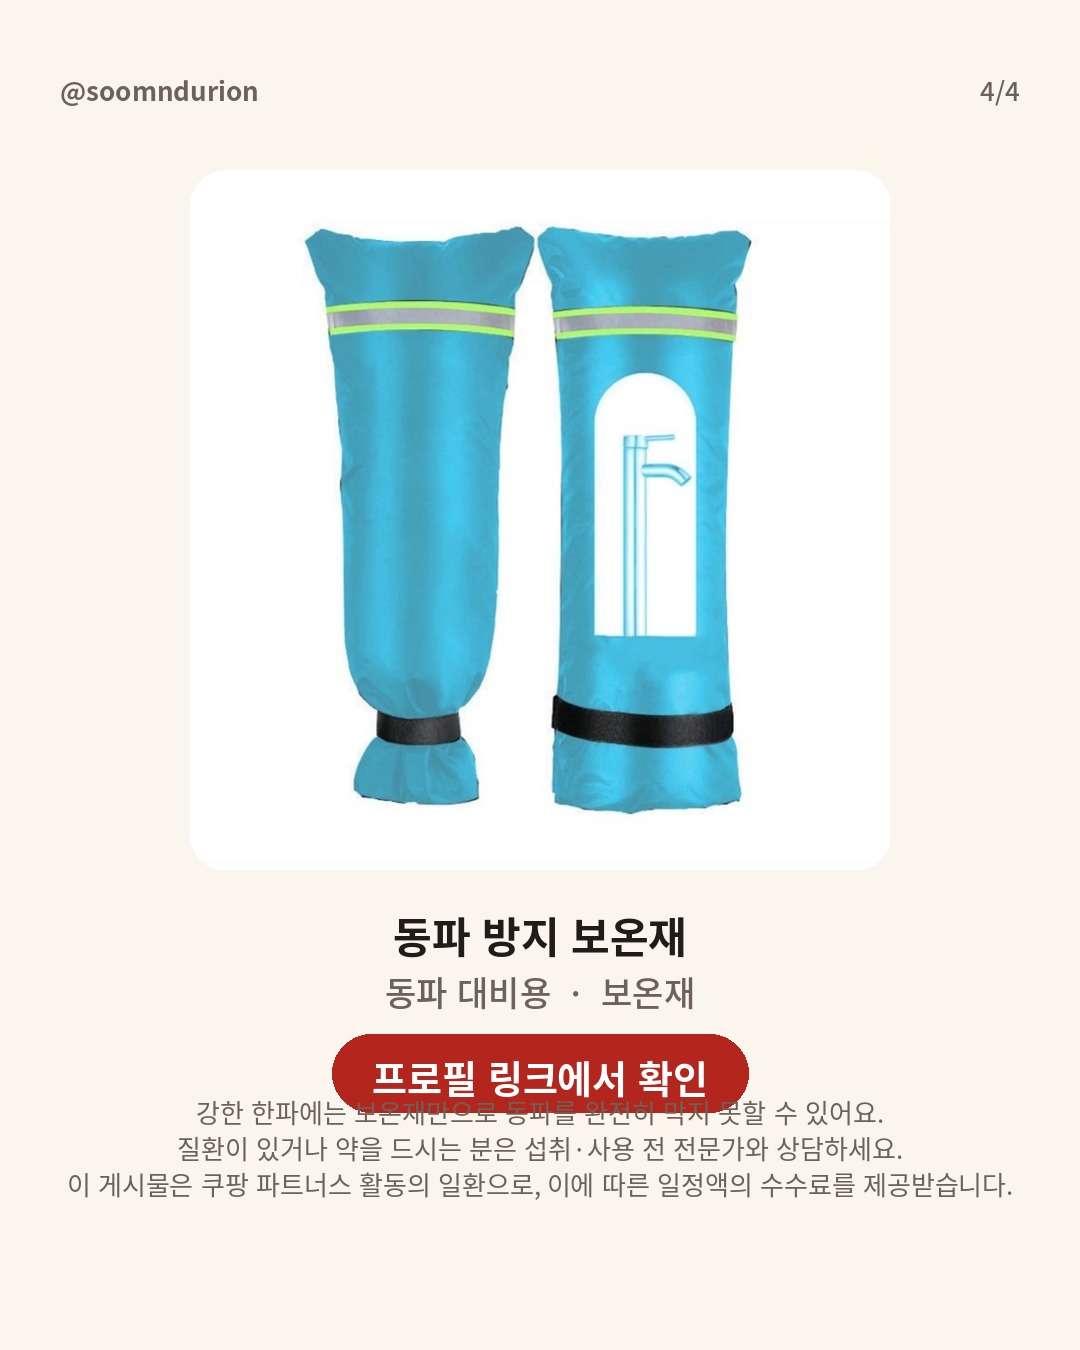 @soomndurion
4/4
동파 방지 보온재
동파 대비용 · 보온재
프로필 링크에서 확인
강한 한파에는 보온재만으로 동파를 완전히 막지 못할 수 있어요.
질환이 있거나 약을 드시는 분은 섭취·사용 전 전문가와 상담하세요.
이 게시물은 쿠팡 파트너스 활동의 일환으로, 이에 따른 일정액의 수수료를 제공받습니다.